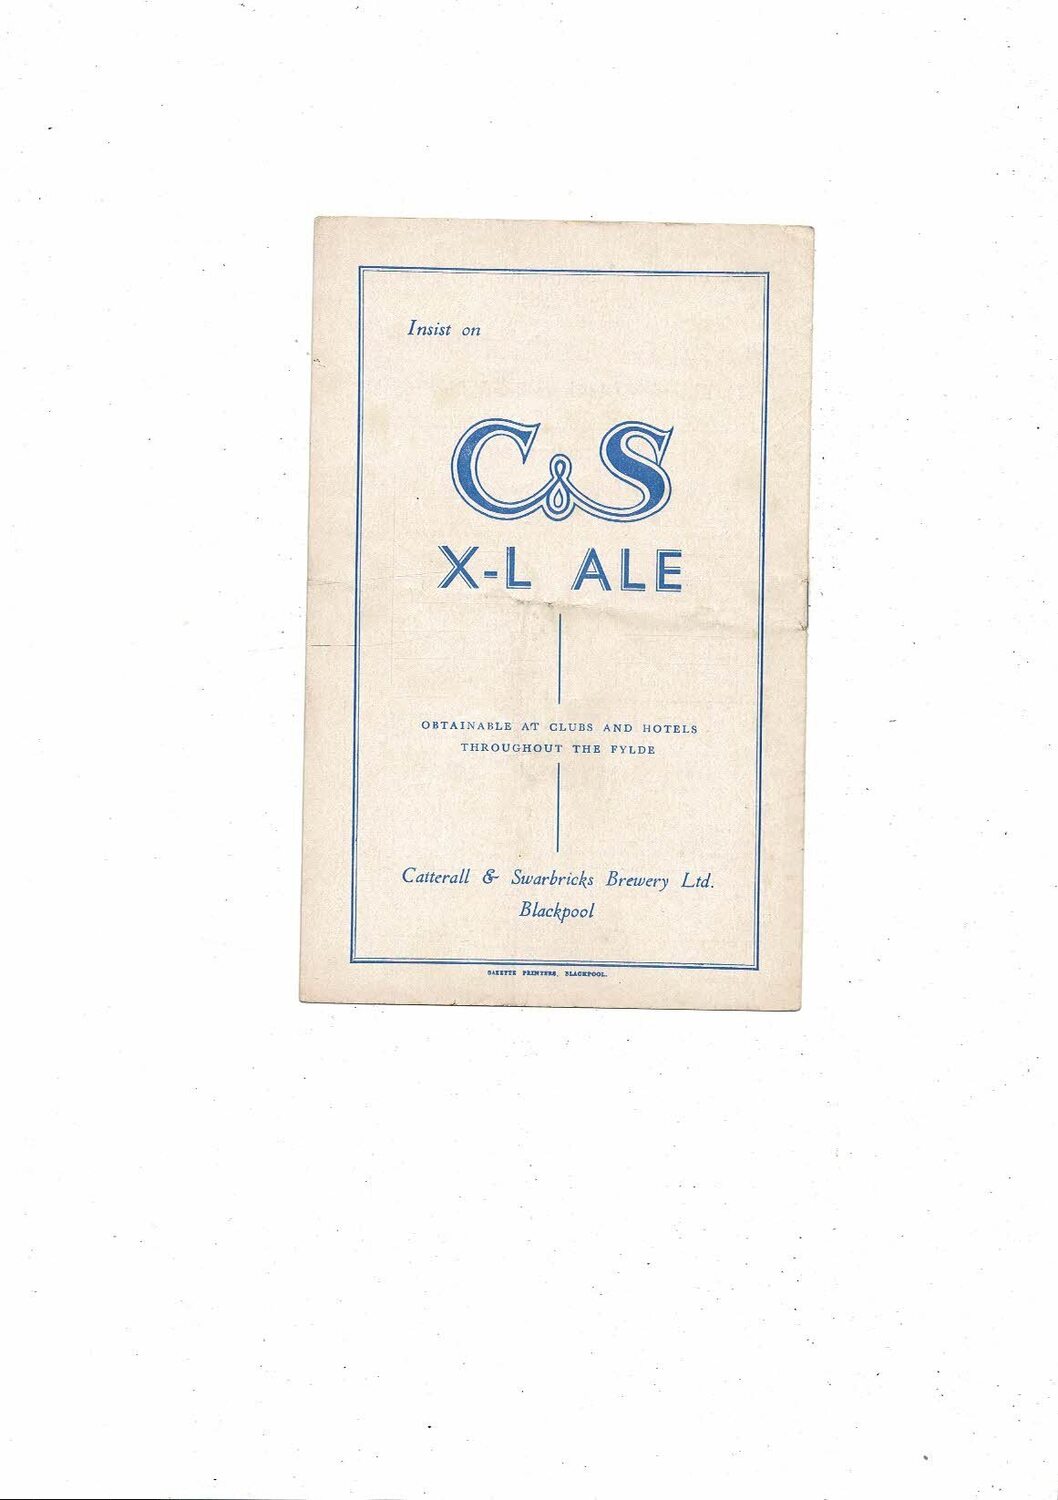 Insist on
C&S
X-L ALE
OBTAINABLE AT CLUBS AND HOTELS
THROUGHOUT THE FYLDE
Catterall & Swarbricks Brewery Ltd.
Blackpool
GAZETTE PRINTERS, BLACKPOOL.